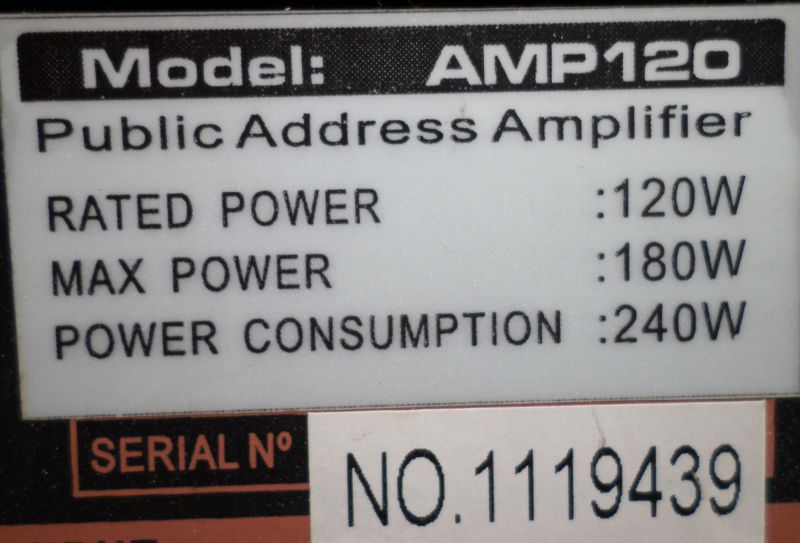 Model: AMP120
Public Address Amplifier
RATED POWER :120W
MAX POWER :180W
POWER CONSUMPTION :240W
SERIAL Nº NO.1119439